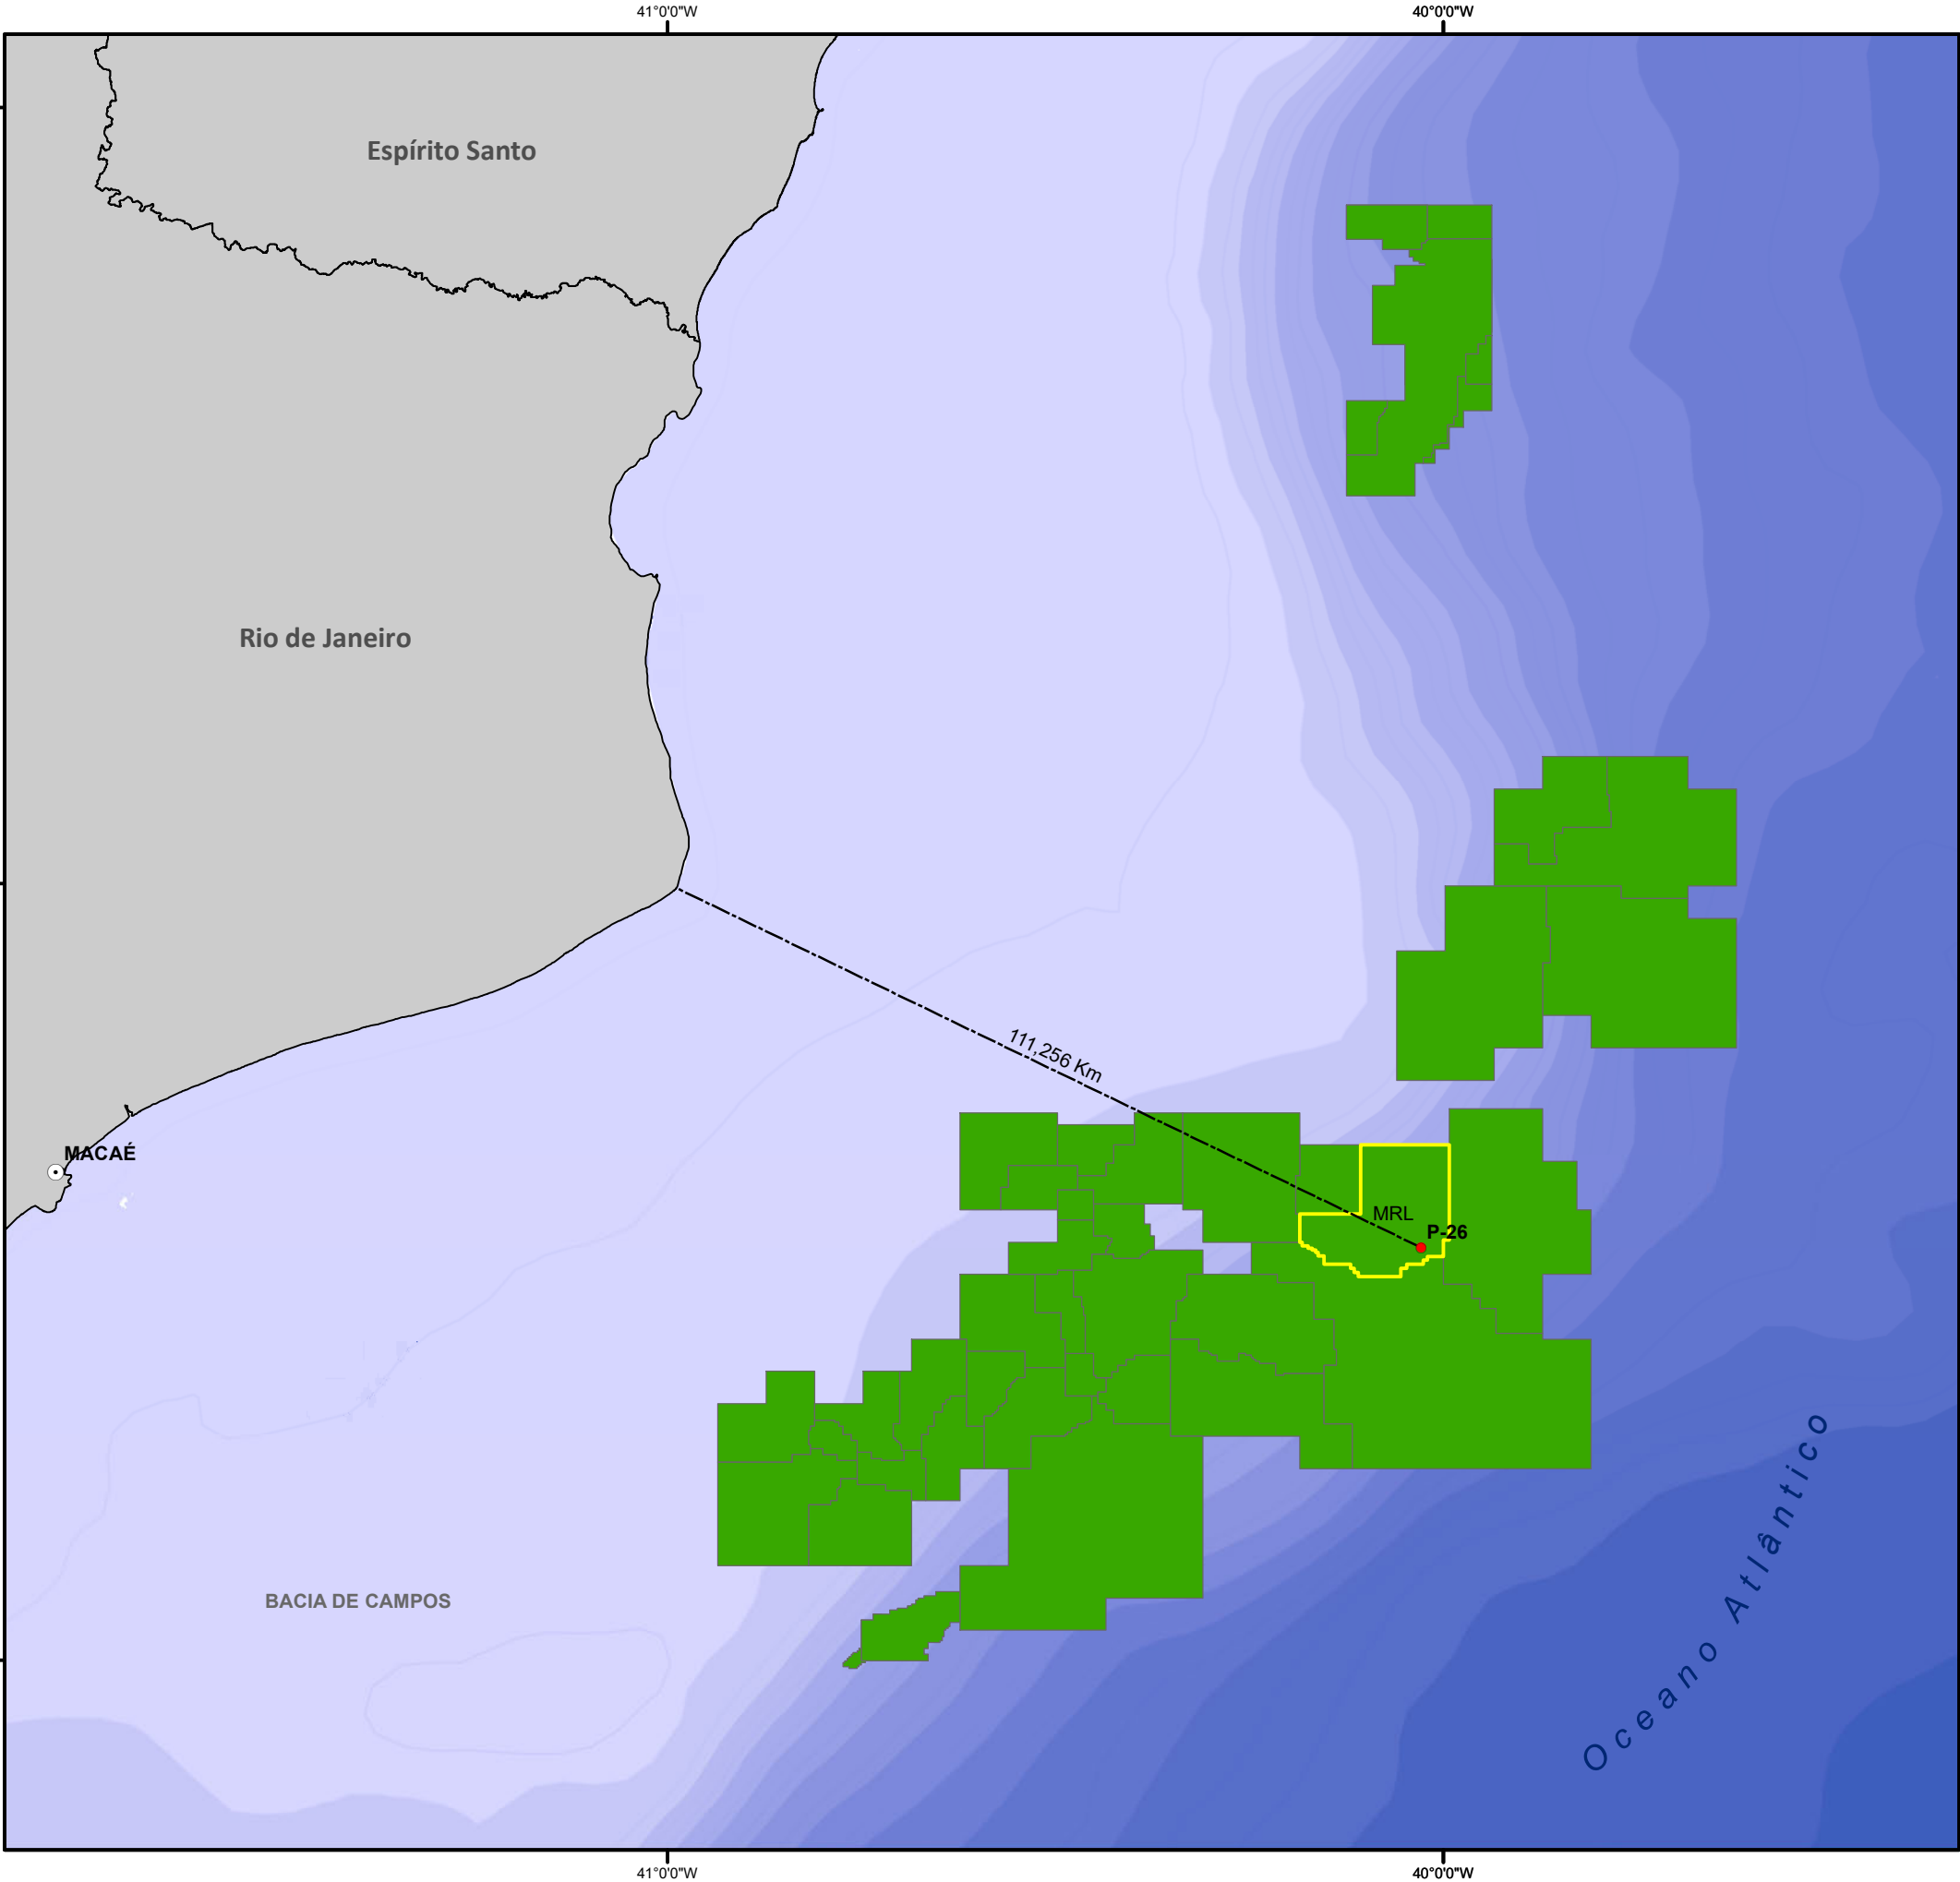 41°0'0"W
40°0'0"W
Espírito Santo
Rio de Janeiro
111,256 Km
MACAÉ
MRL
P-26
BACIA DE CAMPOS
Oceano Atlântico
41°0'0"W
40°0'0"W